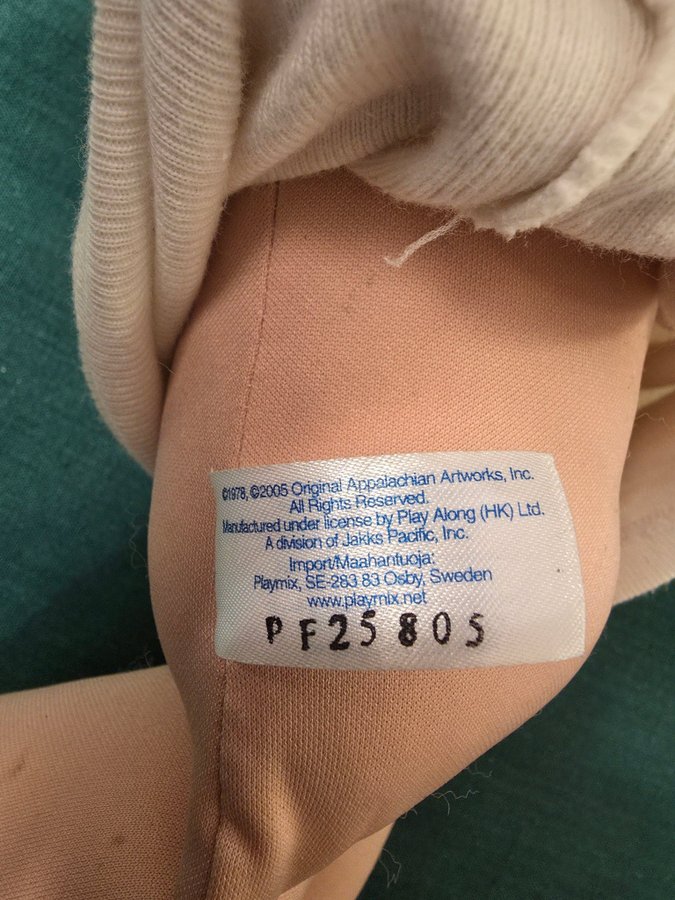 ©1978, ©2005 Original Appalachian Artworks, Inc.
All Rights Reserved.
Manufactured under license by Play Along (HK) Ltd.
A division of Jakks Pacific, Inc.
Import/Maahantuoja:
Playmix, SE-283 83 Osby, Sweden
www.playmix.net
PF25805